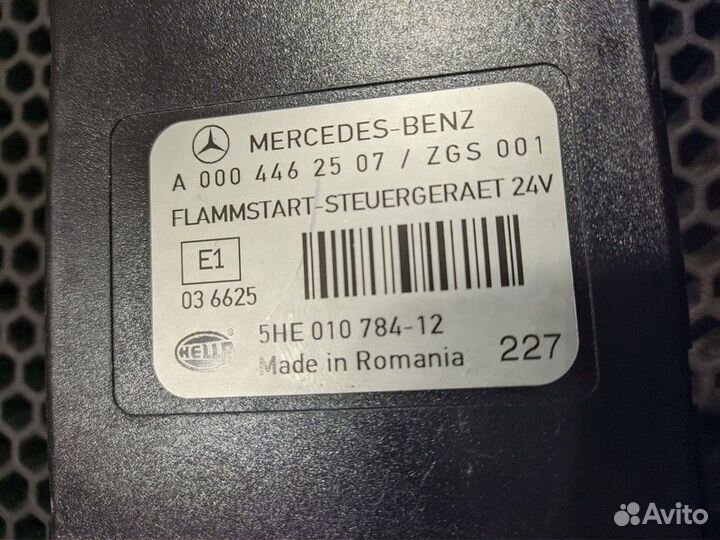 MERCEDES-BENZ
A 000 446 25 07 / ZGS 001
FLAMMSTART-STEUERGERAET 24V
E1
03 6625
HELLA
5HE 010 784-12
Made in Romania
227
Avito